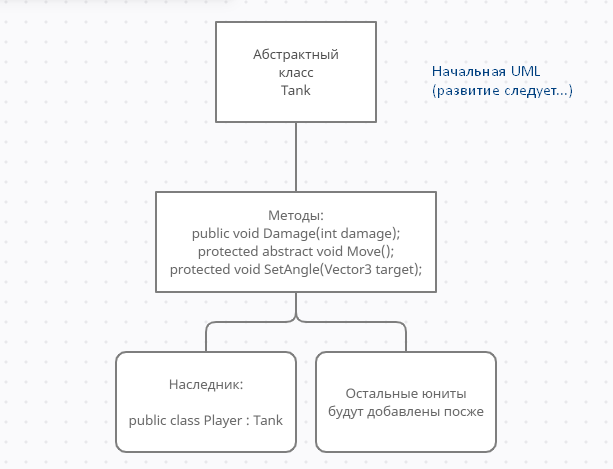 Абстрактный
класс
Tank
Начальная UML
(развитие следует...)
Методы:
public void Damage(int damage);
protected abstract void Move();
protected void SetAngle(Vector3 target);
Наследник:
public class Player : Tank
Остальные юниты
будут добавлены посже